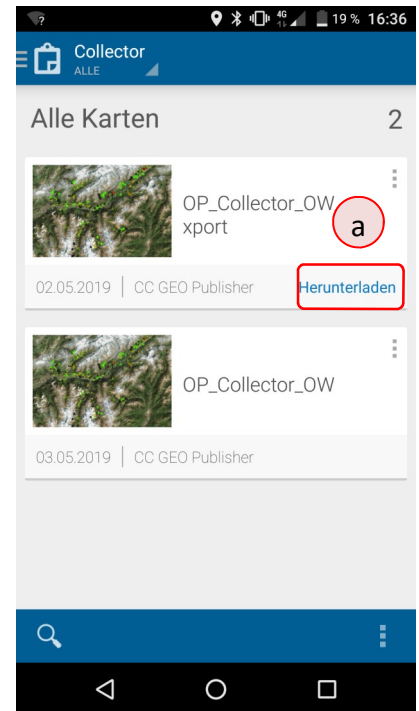 ?
4G
19 % 16:36
Collector
ALLE
Alle Karten 2
OP_Collector_OW
xport
a
02.05.2019 | CC GEO Publisher Herunterladen
OP_Collector_OW
03.05.2019 | CC GEO Publisher